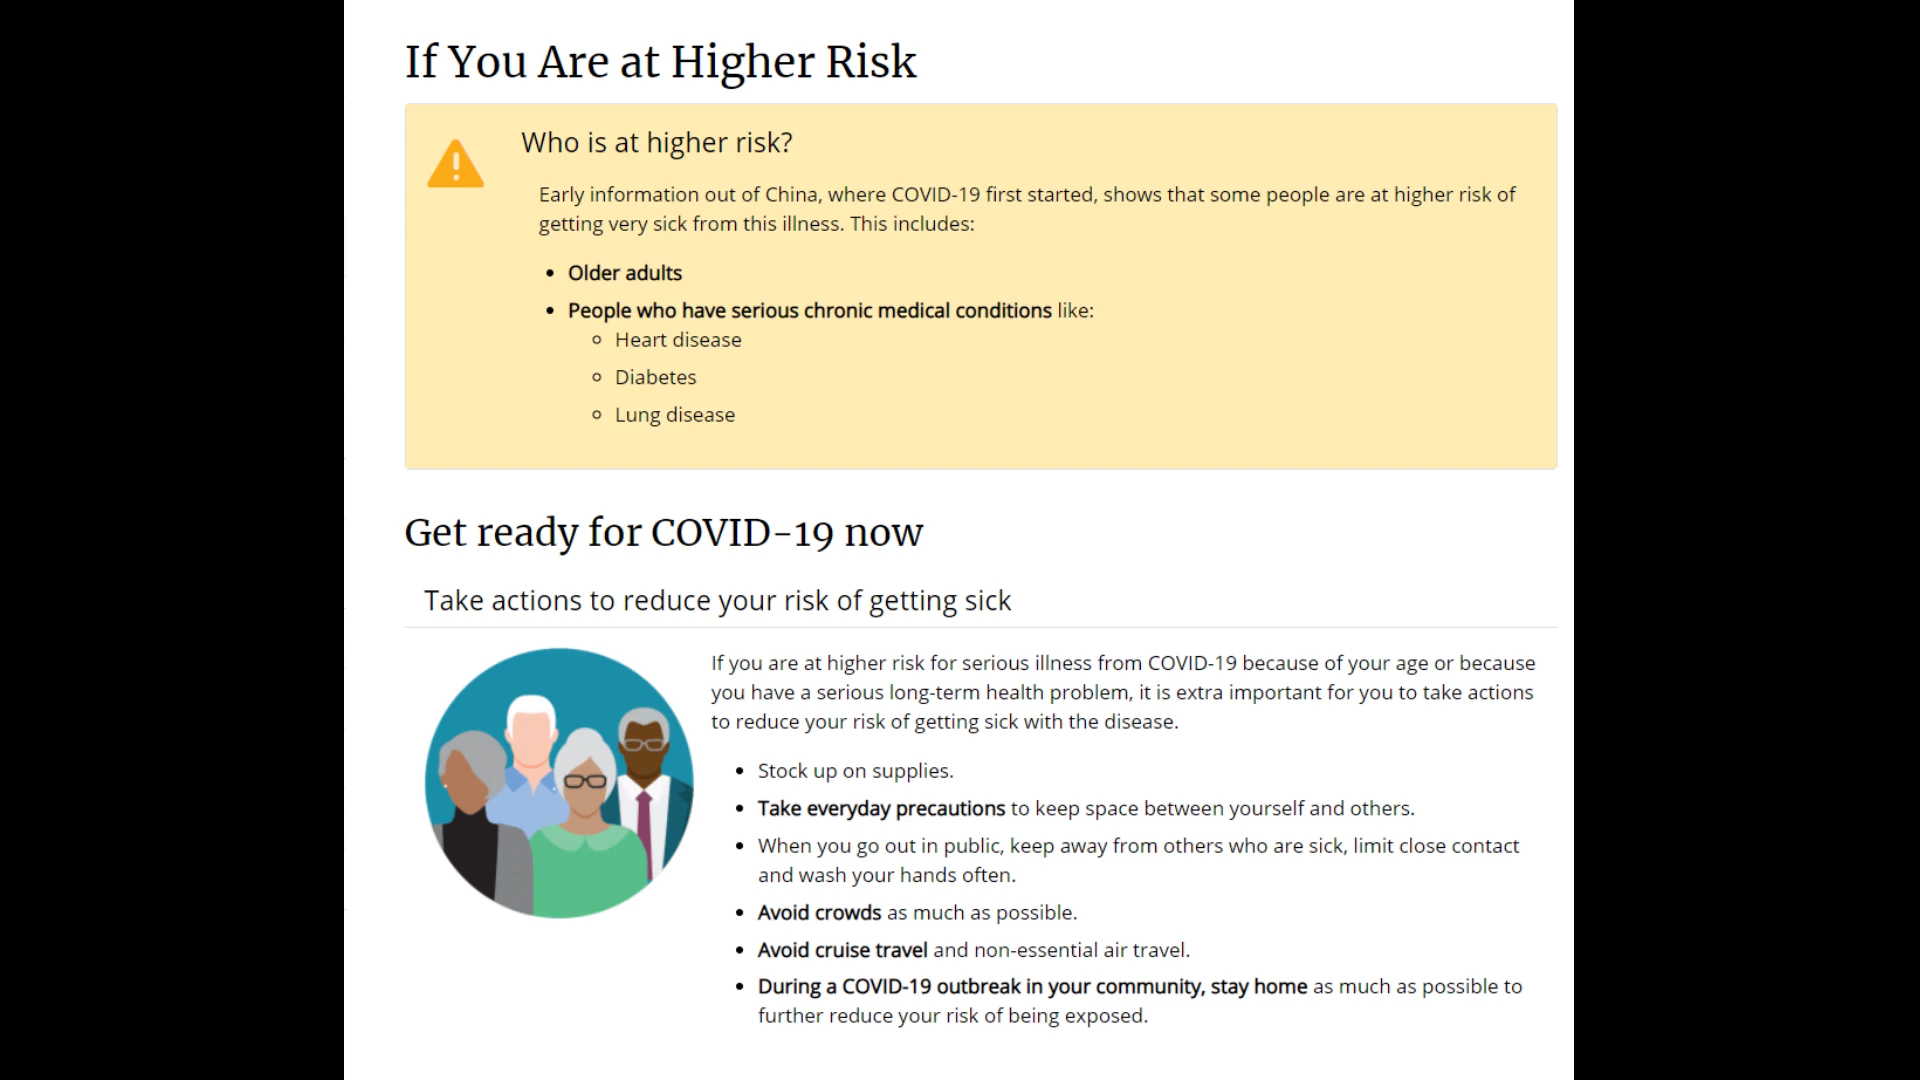 If You Are at Higher Risk
Who is at higher risk?
Early information out of China, where COVID-19 first started, shows that some people are at higher risk of
getting very sick from this illness. This includes:
• Older adults
• People who have serious chronic medical conditions like:
○ Heart disease
○ Diabetes
○ Lung disease
Get ready for COVID-19 now
Take actions to reduce your risk of getting sick
If you are at higher risk for serious illness from COVID-19 because of your age or because
you have a serious long-term health problem, it is extra important for you to take actions
to reduce your risk of getting sick with the disease.
• Stock up on supplies.
• Take everyday precautions to keep space between yourself and others.
• When you go out in public, keep away from others who are sick, limit close contact
and wash your hands often.
• Avoid crowds as much as possible.
• Avoid cruise travel and non-essential air travel.
• During a COVID-19 outbreak in your community, stay home as much as possible to
further reduce your risk of being exposed.